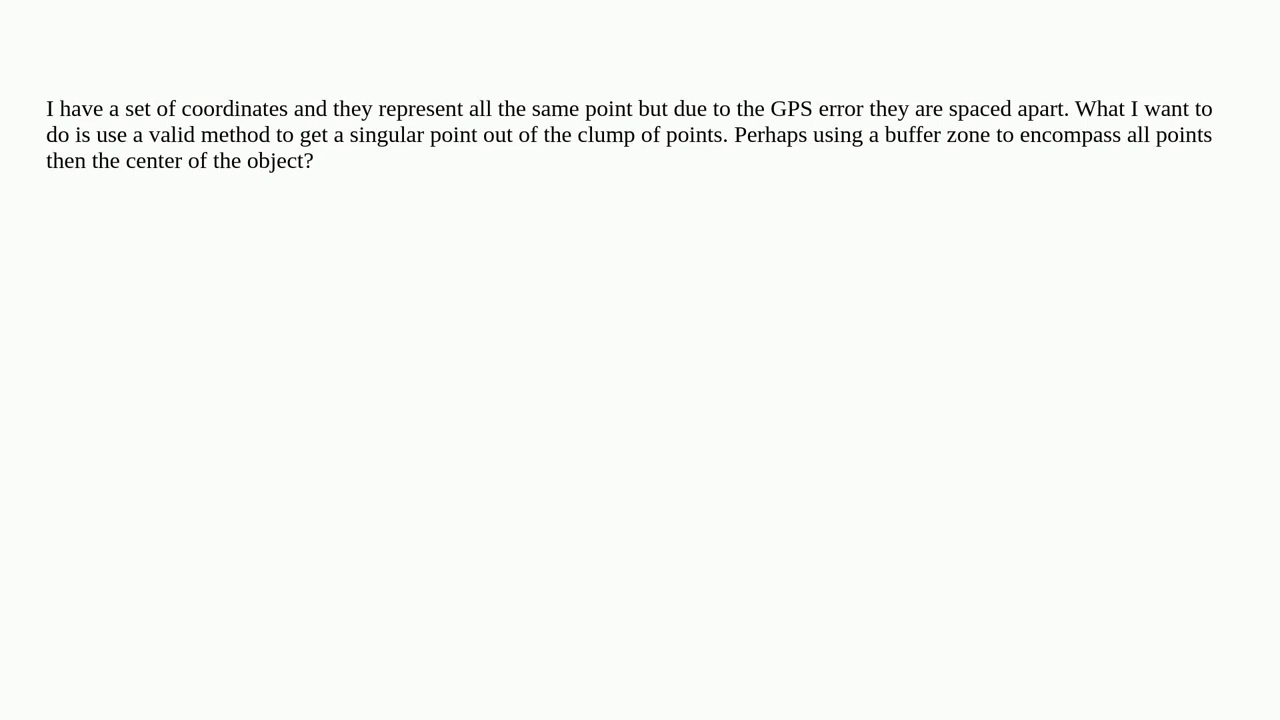 I have a set of coordinates and they represent all the same point but due to the GPS error they are spaced apart. What I want to
do is use a valid method to get a singular point out of the clump of points. Perhaps using a buffer zone to encompass all points
then the center of the object?